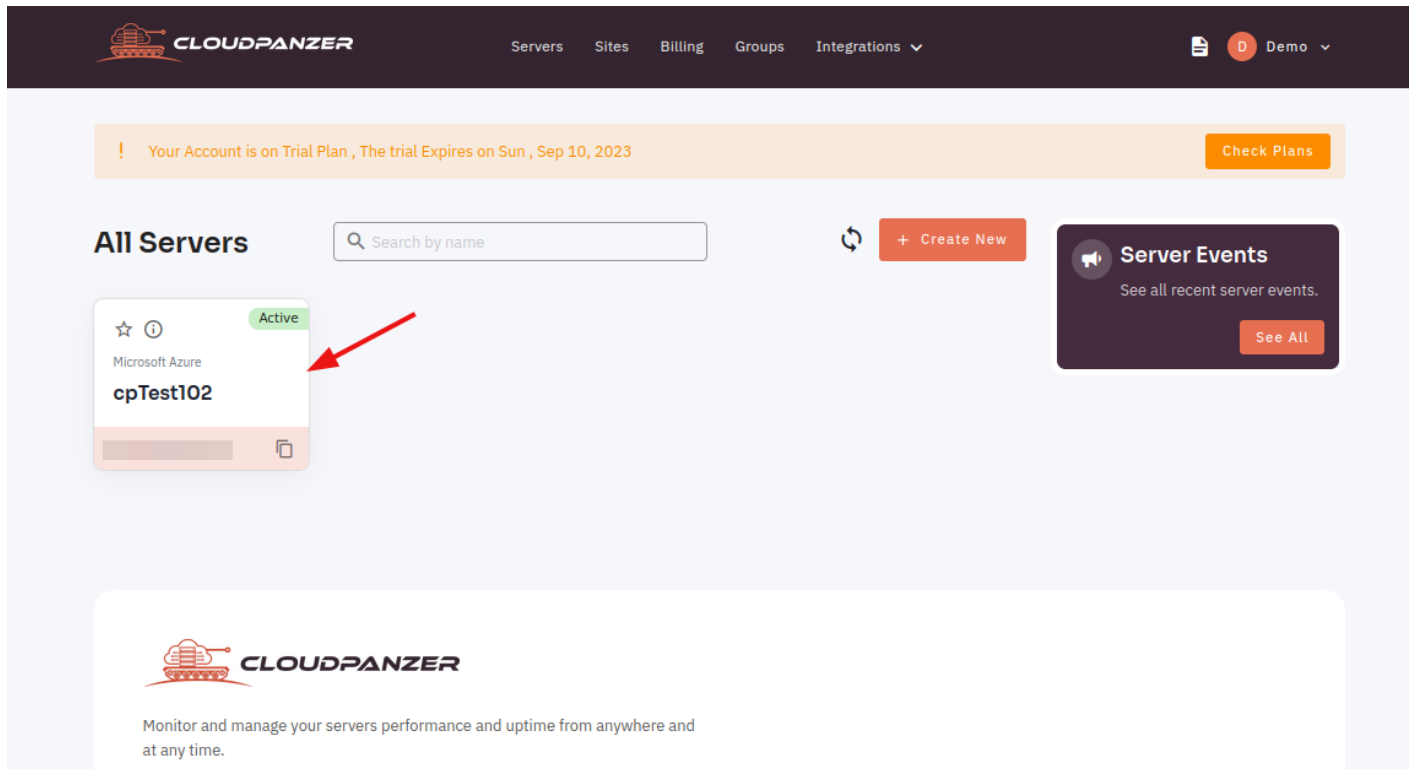 CLOUDPANZER
Servers Sites Billing Groups Integrations
D Demo
! Your Account is on Trial Plan , The trial Expires on Sun , Sep 10, 2023
Check Plans
All Servers
Search by name
+ Create New
Server Events
See all recent server events.
See All
Active
Microsoft Azure
cpTest102
CLOUDPANZER
Monitor and manage your servers performance and uptime from anywhere and
at any time.